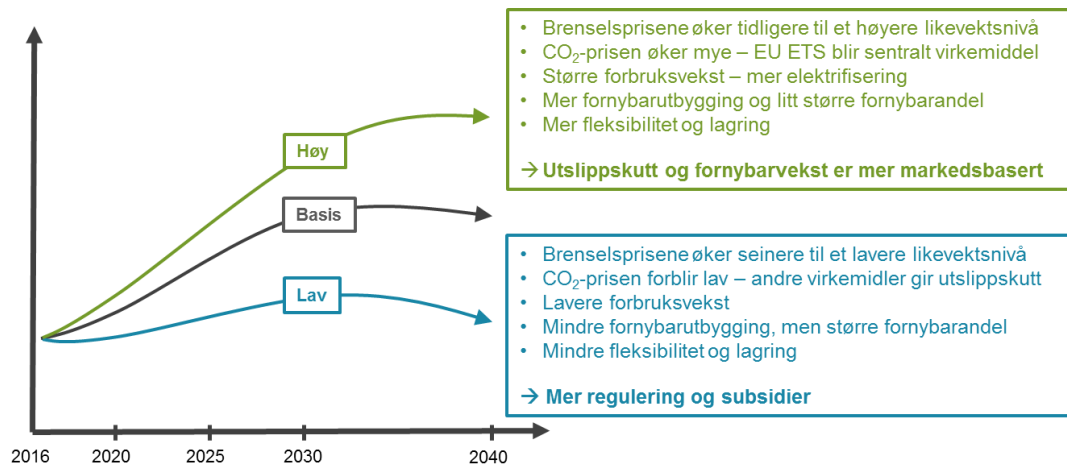 • Brenselsprisene øker tidligere til et høyere likevektsnivå
• CO₂-prisen øker mye – EU ETS blir sentralt virkemiddel
• Større forbruksvekst – mer elektrifisering
• Mer fornybarutbygging og litt større fornybarandel
• Mer fleksibilitet og lagring
→ Utslippskutt og fornybarvekst er mer markedsbasert
Høy
Basis
Lav
• Brenselsprisene øker seinere til et lavere likevektsnivå
• CO₂-prisen forblir lav – andre virkemidler gir utslippskutt
• Lavere forbruksvekst
• Mindre fornybarutbygging, men større fornybarandel
• Mindre fleksibilitet og lagring
→ Mer regulering og subsidier
2016 2020 2025 2030 2040